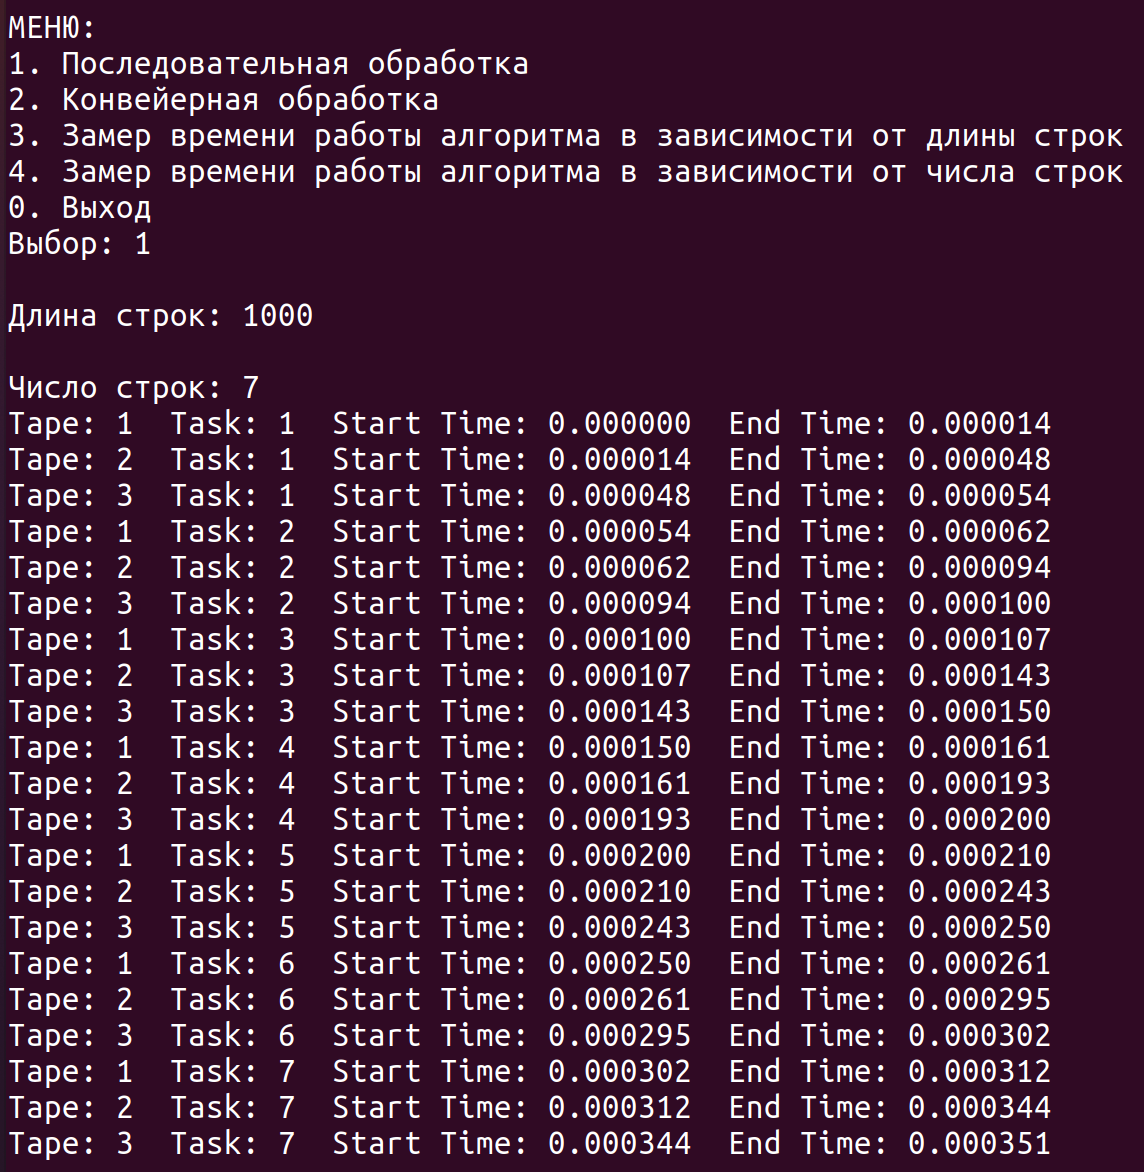 МЕНЮ:
1. Последовательная обработка
2. Конвейерная обработка
3. Замер времени работы алгоритма в зависимости от длины строк
4. Замер времени работы алгоритма в зависимости от числа строк
0. Выход
Выбор: 1
Длина строк: 1000
Число строк: 7
Tape: 1  Task: 1  Start Time: 0.000000  End Time: 0.000014
Tape: 2  Task: 1  Start Time: 0.000014  End Time: 0.000048
Tape: 3  Task: 1  Start Time: 0.000048  End Time: 0.000054
Tape: 1  Task: 2  Start Time: 0.000054  End Time: 0.000062
Tape: 2  Task: 2  Start Time: 0.000062  End Time: 0.000094
Tape: 3  Task: 2  Start Time: 0.000094  End Time: 0.000100
Tape: 1  Task: 3  Start Time: 0.000100  End Time: 0.000107
Tape: 2  Task: 3  Start Time: 0.000107  End Time: 0.000143
Tape: 3  Task: 3  Start Time: 0.000143  End Time: 0.000150
Tape: 1  Task: 4  Start Time: 0.000150  End Time: 0.000161
Tape: 2  Task: 4  Start Time: 0.000161  End Time: 0.000193
Tape: 3  Task: 4  Start Time: 0.000193  End Time: 0.000200
Tape: 1  Task: 5  Start Time: 0.000200  End Time: 0.000210
Tape: 2  Task: 5  Start Time: 0.000210  End Time: 0.000243
Tape: 3  Task: 5  Start Time: 0.000243  End Time: 0.000250
Tape: 1  Task: 6  Start Time: 0.000250  End Time: 0.000261
Tape: 2  Task: 6  Start Time: 0.000261  End Time: 0.000295
Tape: 3  Task: 6  Start Time: 0.000295  End Time: 0.000302
Tape: 1  Task: 7  Start Time: 0.000302  End Time: 0.000312
Tape: 2  Task: 7  Start Time: 0.000312  End Time: 0.000344
Tape: 3  Task: 7  Start Time: 0.000344  End Time: 0.000351